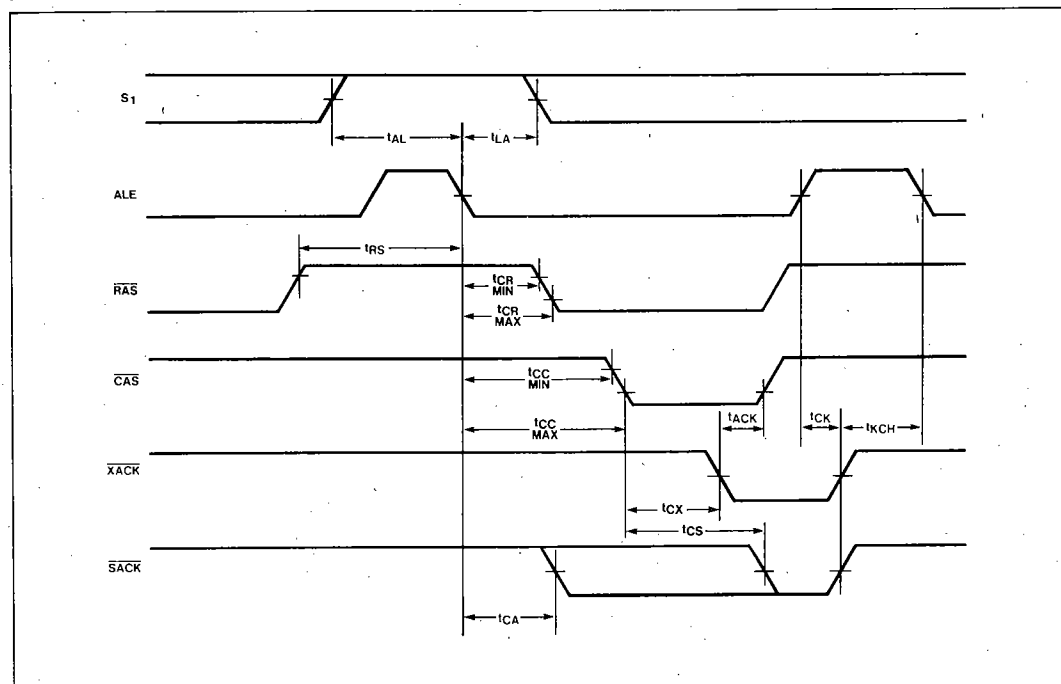 S1
tAL
tLA
ALE
tRS
RAS
tCR
MIN
tCR
MAX
CAS
tCC
MIN
tACK
tCK
tKCH
tCC
MAX
XACK
tCX
tCS
SACK
tCA